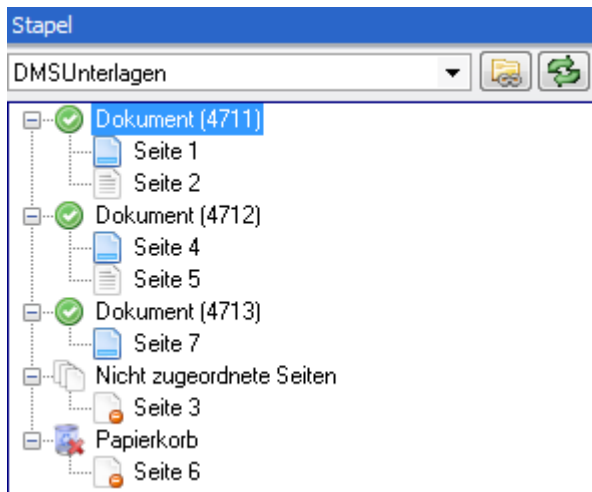 Stapel
DMSUnterlagen
Dokument (4711)
Seite 1
Seite 2
Dokument (4712)
Seite 4
Seite 5
Dokument (4713)
Seite 7
Nicht zugeordnete Seiten
Seite 3
Papierkorb
Seite 6